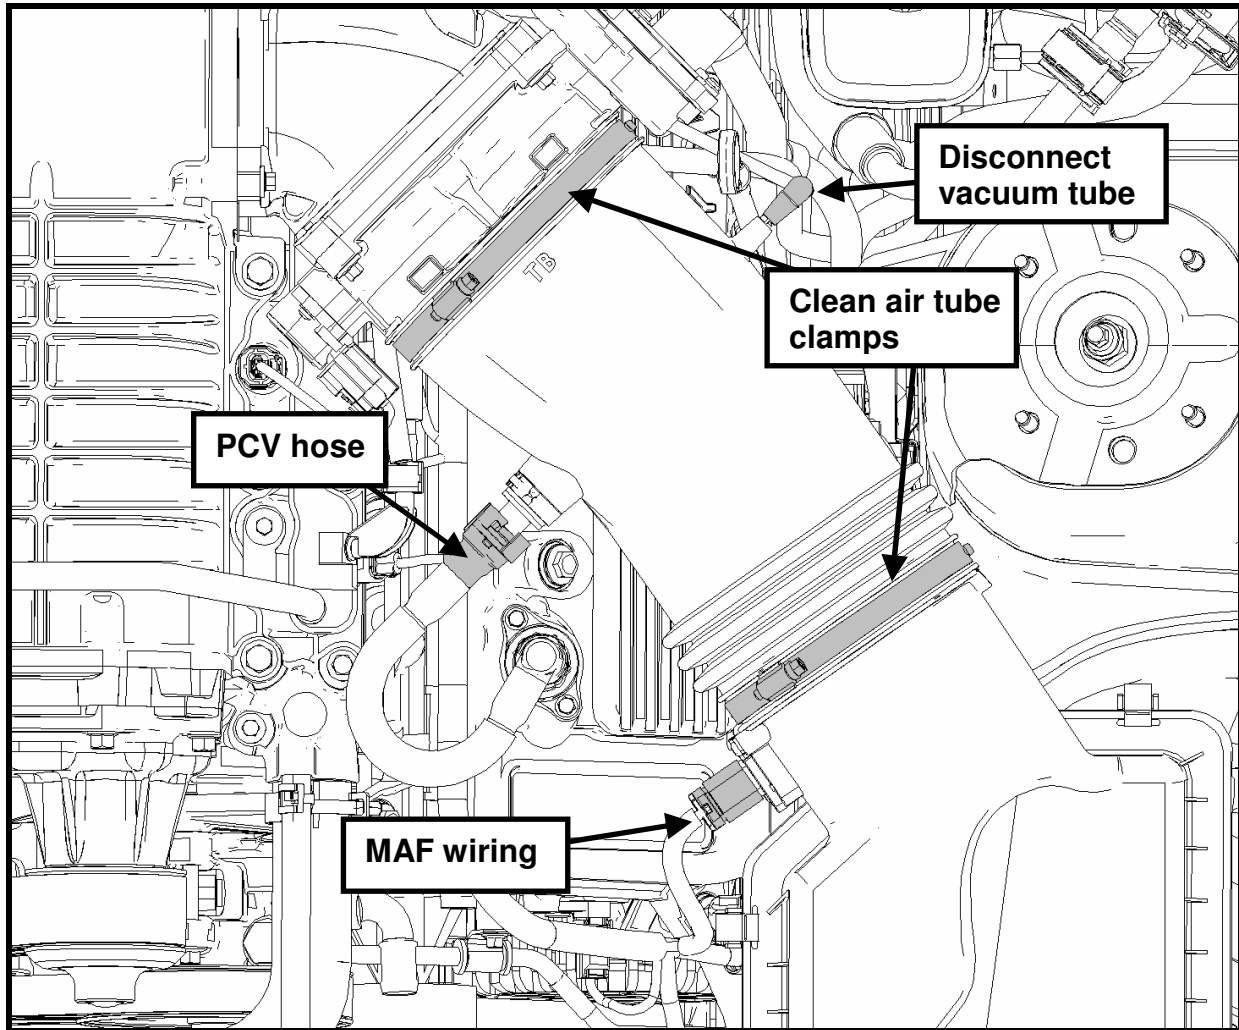 Disconnect
vacuum tube
TB
Clean air tube
clamps
PCV hose
MAF wiring